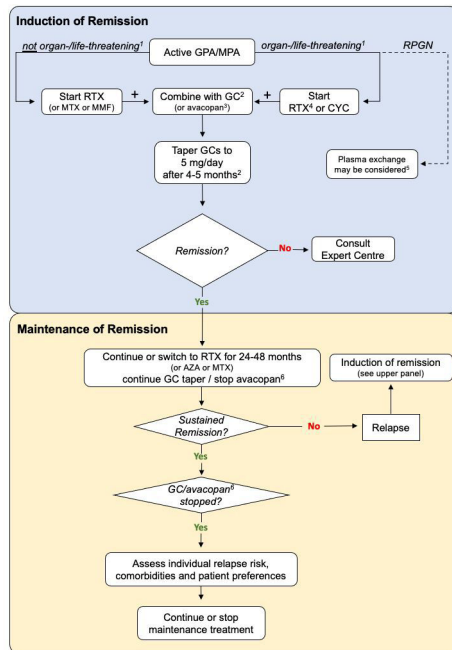 Induction of Remission
not organ-/life-threatening1
Active GPA/MPA
organ-/life-threatening1
RPGN
Start RTX
(or MTX or MMF)
+
Combine with GC2
(or avacopan3)
+
Start
RTX4 or CYC
Taper GCs to
5 mg/day
after 4-5 months2
Plasma exchange
may be considered5
Remission?
No
Consult
Expert Centre
Yes
Maintenance of Remission
Continue or switch to RTX for 24-48 months
(or AZA or MTX)
continue GC taper / stop avacopan6
Induction of remission
(see upper panel)
Sustained
Remission?
No
Relapse
Yes
GC/avacopan6
stopped?
Yes
Assess individual relapse risk,
comorbidities and patient preferences
Continue or stop
maintenance treatment